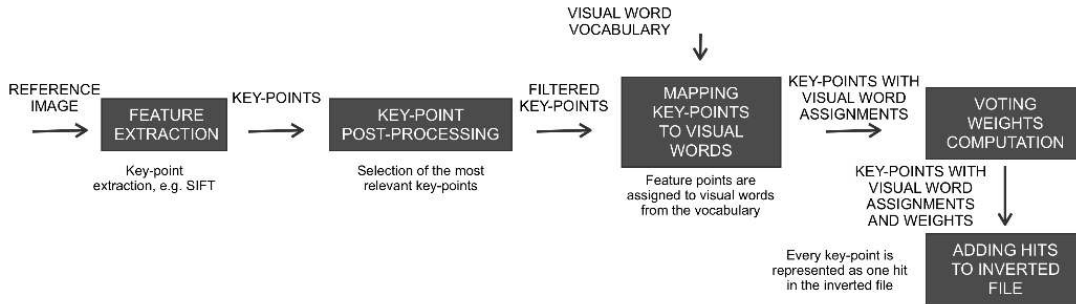 VISUAL WORD
VOCABULARY
REFERENCE
IMAGE
FEATURE
EXTRACTION
Key-point
extraction, e.g. SIFT
KEY-POINTS
KEY-POINT
POST-PROCESSING
Selection of the most
relevant key-points
FILTERED
KEY-POINTS
MAPPING
KEY-POINTS
TO VISUAL
WORDS
Feature points are
assigned to visual words
from the vocabulary
KEY-POINTS WITH
VISUAL WORD
ASSIGNMENTS
VOTING
WEIGHTS
COMPUTATION
KEY-POINTS WITH
VISUAL WORD
ASSIGNMENTS
AND WEIGHTS
Every key-point is
represented as one hit
in the inverted file
ADDING HITS
TO INVERTED
FILE